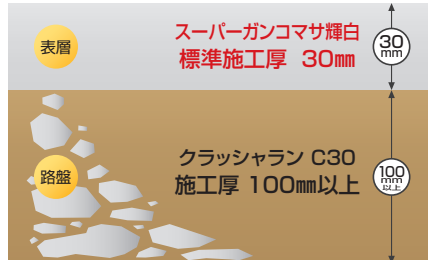 表層
スーパーガンコマサ輝白
標準施工厚 30㎜
30
mm
路盤
クラッシャラン C30
施工厚 100㎜以上
100
mm
以上